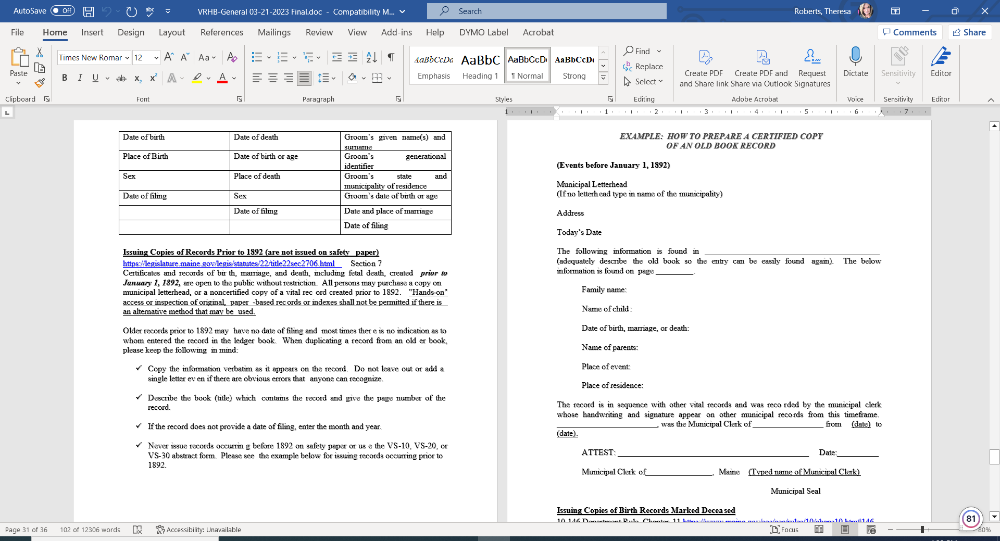 AutoSave Off
VRHB-General 03-21-2023 Final.doc - Compatibility M...
Search
Roberts, Theresa
File Home Insert Design Layout References Mailings Review View Add-ins Help DYMO Label Acrobat
Comments Share
Paste
Clipboard
Times New Romar 12
Aa
B I U ab x2 x2 A A
Font
Paragraph
AaBbCcDa AaBbC AaBbCcDı AaBbCcDı
Emphasis Heading 1 ¶ Normal Strong
Styles
Find
Replace
Select
Editing
Create PDF
and Share link
Create PDF and
Share via Outlook
Request
Signatures
Adobe Acrobat
Dictate
Voice
Sensitivity
Sensitivity
Editor
Editor
1 1 2 3 4 5 6 7
Date of birth Date of death Groom's given name(s) and
surname
Place of Birth Date of birth or age Groom's generational
identifier
Sex Place of death Groom's state and
municipality of residence
Date of filing Sex Groom's date of birth or age
Date of filing Date and place of marriage
Date of filing
Issuing Copies of Records Prior to 1892 (are not issued on safety paper)
https://legislature.maine.gov/legis/statutes/22/title22sec2706.html Section 7
Certificates and records of bir th, marriage, and death, including fetal death, created prior to
January 1, 1892, are open to the public without restriction. All persons may purchase a copy on
municipal letterhead, or a noncertified copy of a vital rec ord created prior to 1892. "Hands-on"
access or inspection of original, paper -based records or indexes shall not be permitted if there is
an alternative method that may be used.
Older records prior to 1892 may have no date of filing and most times ther e is no indication as to
whom entered the record in the ledger book. When duplicating a record from an old er book,
please keep the following in mind:
✓ Copy the information verbatim as it appears on the record. Do not leave out or add a
single letter ev en if there are obvious errors that anyone can recognize.
✓ Describe the book (title) which contains the record and give the page number of the
record.
✓ If the record does not provide a date of filing, enter the month and year.
✓ Never issue records occurrin g before 1892 on safety paper or us e the VS-10, VS-20, or
VS-30 abstract form. Please see the example below for issuing records occurring prior to
1892.
EXAMPLE: HOW TO PREPARE A CERTIFIED COPY
OF AN OLD BOOK RECORD
(Events before January 1, 1892)
Municipal Letterhead
(If no letterh ead type in name of the municipality)
Address
Today's Date
The following information is found in ____________________
(adequately describe the old book so the entry can be easily found again). The below
information is found on page _________.
Family name:
Name of child:
Date of birth, marriage, or death:
Name of parents:
Place of event:
Place of residence:
The record is in sequence with other vital records and was reco rded by the municipal clerk
whose handwriting and signature appear on other municipal records from this timeframe.
____________________, was the Municipal Clerk of ________________ from (date) to
(date).
ATTEST: ____________________ Date:__________
Municipal Clerk of________________, Maine (Typed name of Municipal Clerk)
Municipal Seal
Issuing Copies of Birth Records Marked Deceased
10-146 Department Rule, Chapter 11 https://www.maine.gov/sos/cec/rules/10/chaps10.htm#146
81
Page 31 of 36 102 of 12306 words Accessibility: Unavailable
Focus 80%